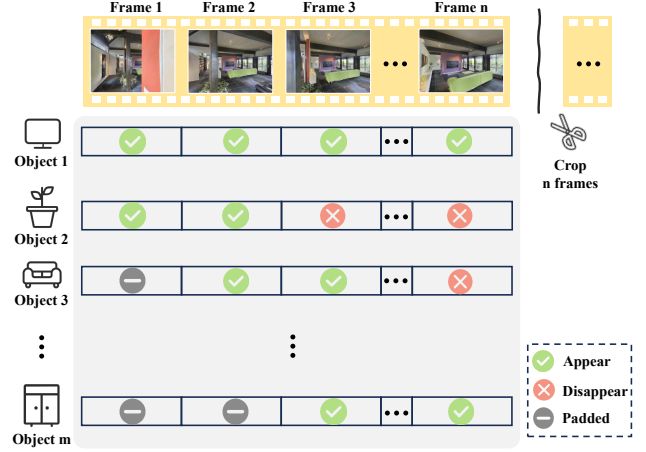 Frame 1 Frame 2 Frame 3 Frame n
Object 1
Crop
n frames
Object 2
Object 3
Appear
Disappear
Padded
Object m